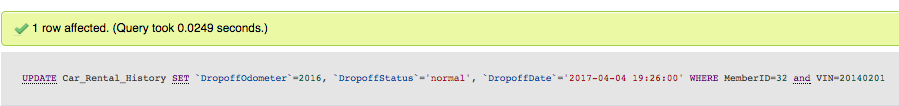 1 row affected. (Query took 0.0249 seconds.)
UPDATE Car_Rental_History SET `DropoffOdometer`=2016, `DropoffStatus`='normal', `DropoffDate`='2017-04-04 19:26:00' WHERE MemberID=32 and VIN=20140201